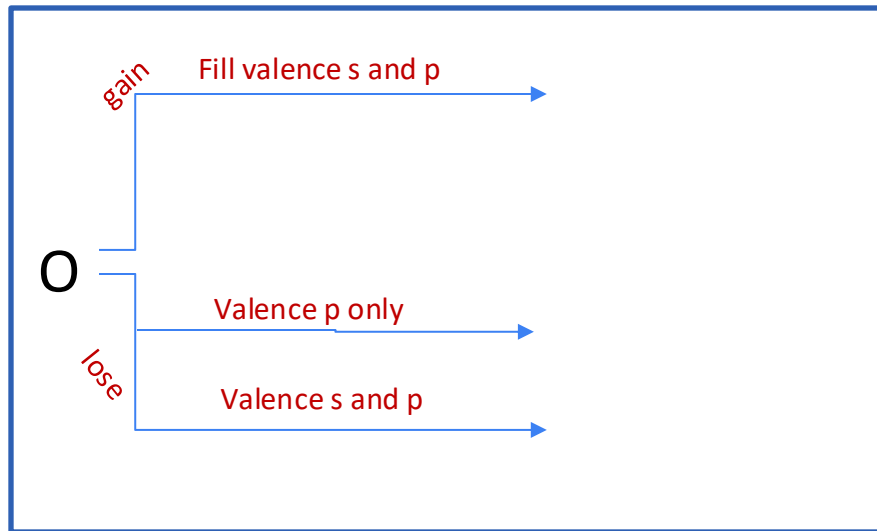 gain
Fill valence s and p
O
Valence p only
lose
Valence s and p